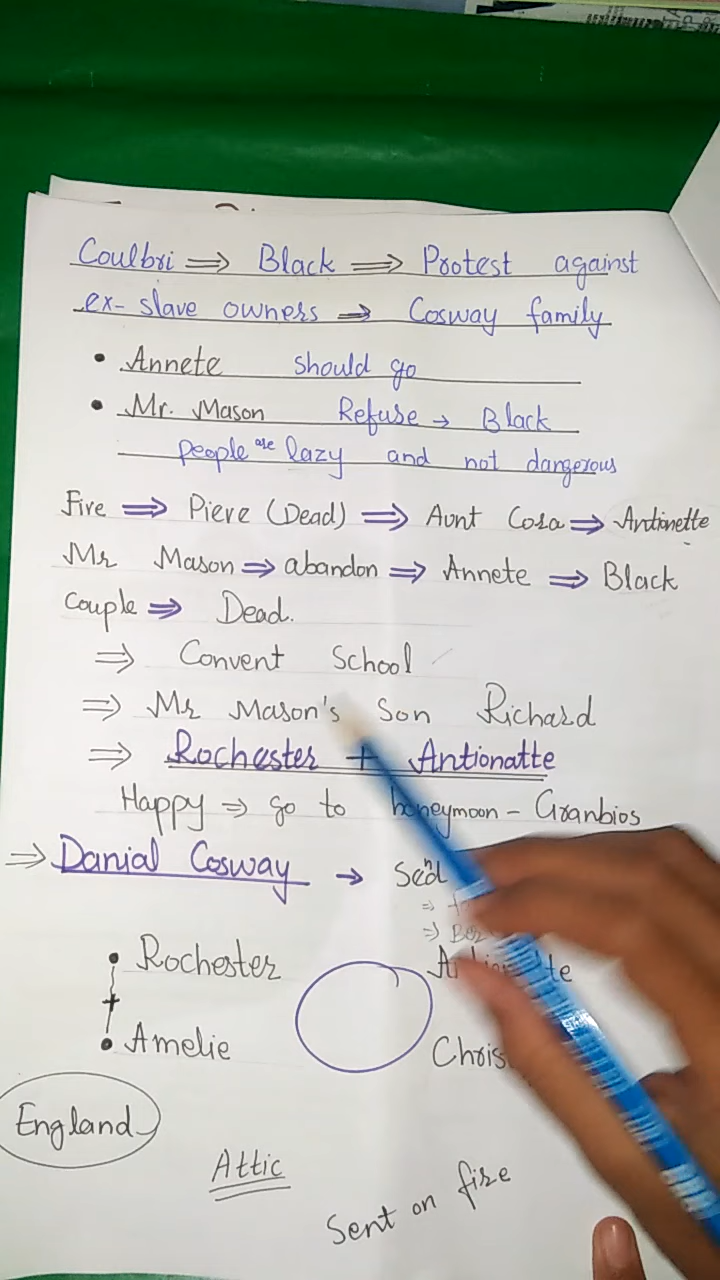 Coulbri ⇒ Black ⇒ Protest against
ex- slave owners → Cosway family
• Annete should go
• Mr. Mason Refuse → Black
people are lazy and not dangerous
Fire ⇒ Piere (Dead) ⇒ Aunt Cora ⇒ Antionette
Mr Mason ⇒ abandon ⇒ Annete ⇒ Black
Couple ⇒ Dead.
⇒ Convent School
⇒ Mr Mason's Son Richard
⇒ Rochester + Antionatte
Happy ⇒ go to honeymoon - Granbios
⇒ Danial Cosway →
• Rochester
• Amelie
England
Attic
Sent on fire